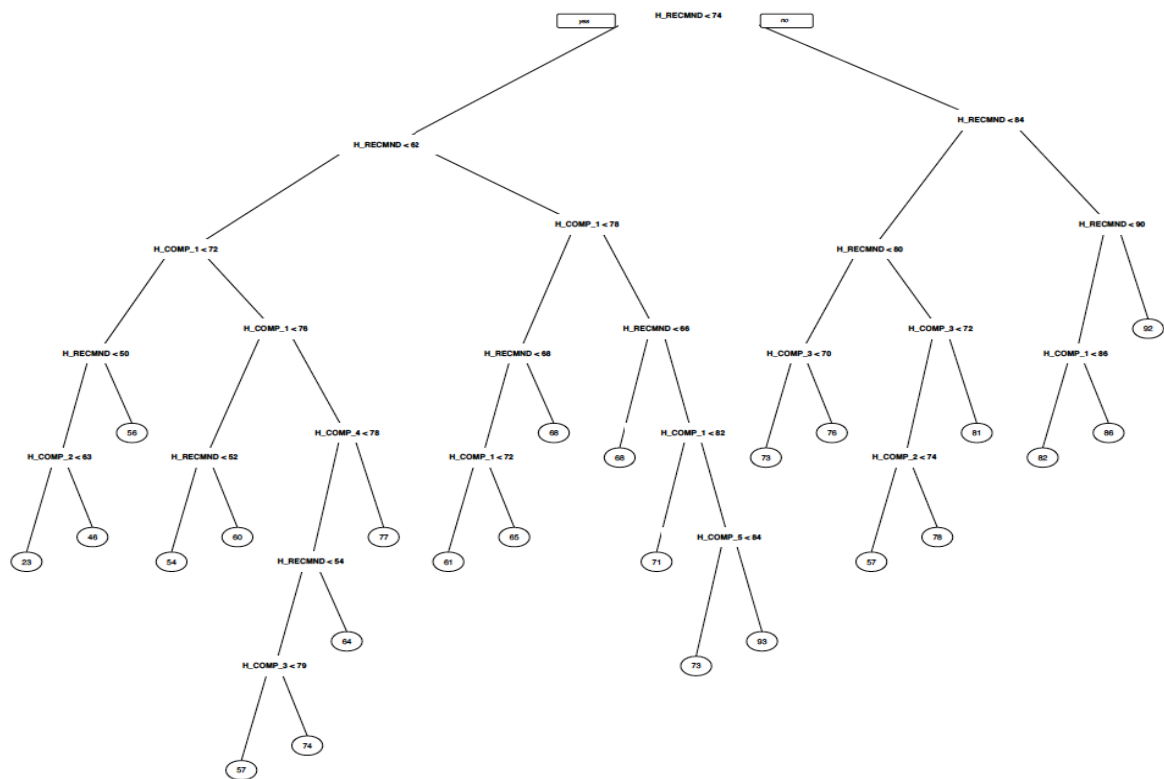 yes
H_RECMND < 74
no
H_RECMND < 84
H_RECMND < 62
H_COMP_1 < 78
H_RECMND < 90
H_COMP_1 < 72
H_RECMND < 80
H_COMP_1 < 76
H_RECMND < 66
H_COMP_3 < 72
92
H_RECMND < 50
H_RECMND < 68
H_COMP_3 < 70
H_COMP_1 < 86
56
H_COMP_4 < 78
68
H_COMP_1 < 82
76
81
86
H_COMP_2 < 63
H_RECMND < 52
H_COMP_1 < 72
68
73
H_COMP_2 < 74
82
46
60
77
65
H_COMP_5 < 84
78
23
54
H_RECMND < 54
61
71
57
64
93
H_COMP_3 < 79
73
74
57